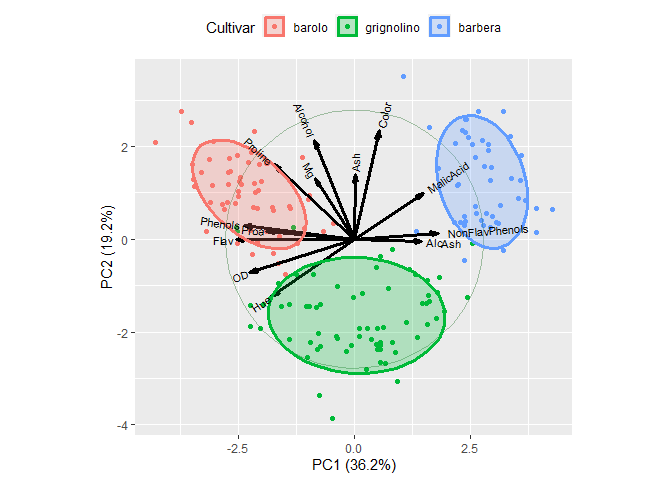 Cultivar barolo grignolino barbera
PC2 (19.2%)
2
0
-2
-4
Alcohol
Color
Proline
Mg
Ash
MalicAcid
Phenols
Proa
NonFlavPhenols
Flav
AlcAsh
OD
Hue
-2.5 0.0 2.5
PC1 (36.2%)